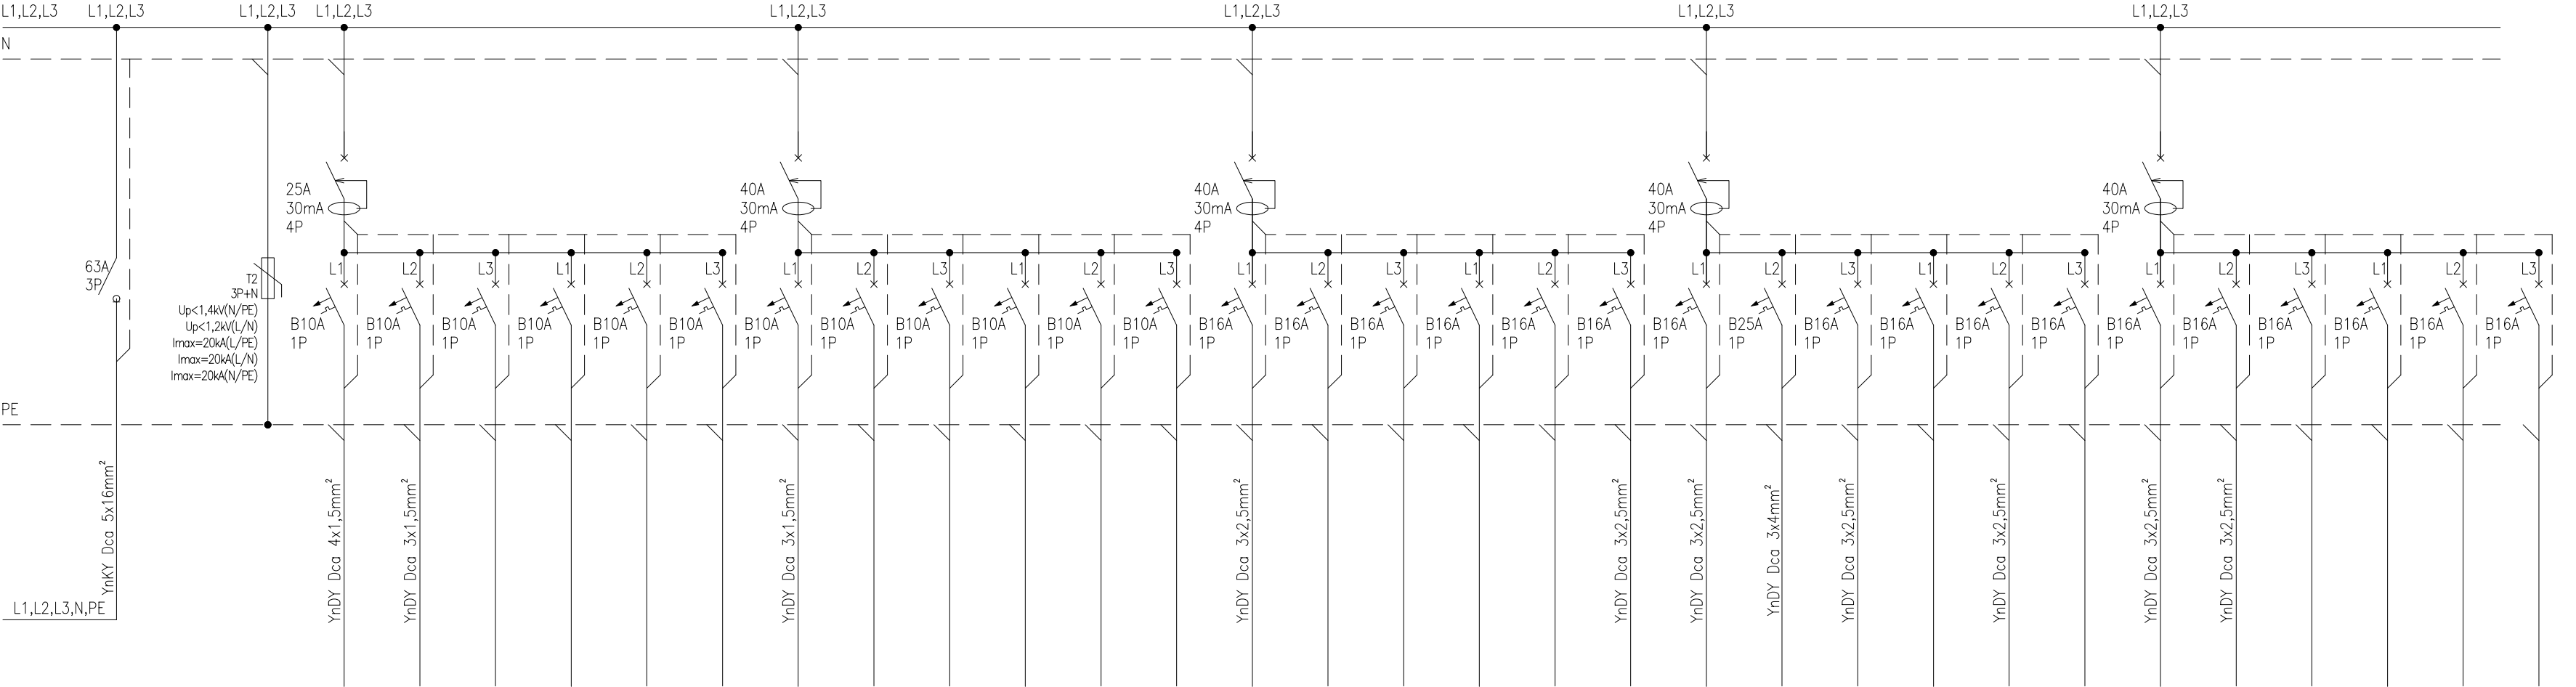 L1,L2,L3
L1,L2,L3
L1,L2,L3
L1,L2,L3
L1,L2,L3
L1,L2,L3
L1,L2,L3
L1,L2,L3
N
25A
30mA
4P
40A
30mA
4P
40A
30mA
4P
40A
30mA
4P
40A
30mA
4P
63A
3P
T2
3P+N
Up<1,4kV(N/PE)
Up<1,2kV(L/N)
Imax=20kA(L/PE)
Imax=20kA(L/N)
Imax=20kA(N/PE)
L1
L2
L3
L1
L2
L3
L1
L2
L3
L1
L2
L3
L1
L2
L3
L1
L2
L3
L1
L2
L3
L1
L2
L3
L1
L2
L3
L1
L2
L3
B10A
1P
B10A
1P
B10A
1P
B10A
1P
B10A
1P
B10A
1P
B10A
1P
B10A
1P
B10A
1P
B10A
1P
B10A
1P
B10A
1P
B16A
1P
B16A
1P
B16A
1P
B16A
1P
B16A
1P
B16A
1P
B16A
1P
B25A
1P
B16A
1P
B16A
1P
B16A
1P
B16A
1P
B16A
1P
B16A
1P
B16A
1P
B16A
1P
B16A
1P
B16A
1P
PE
YnKY Dca 5x16mm²
YnDY Dca 4x1,5mm²
YnDY Dca 3x1,5mm²
YnDY Dca 3x1,5mm²
YnDY Dca 3x2,5mm²
YnDY Dca 3x2,5mm²
YnDY Dca 3x2,5mm²
YnDY Dca 3x4mm²
YnDY Dca 3x2,5mm²
YnDY Dca 3x2,5mm²
YnDY Dca 3x2,5mm²
YnDY Dca 3x2,5mm²
L1,L2,L3,N,PE